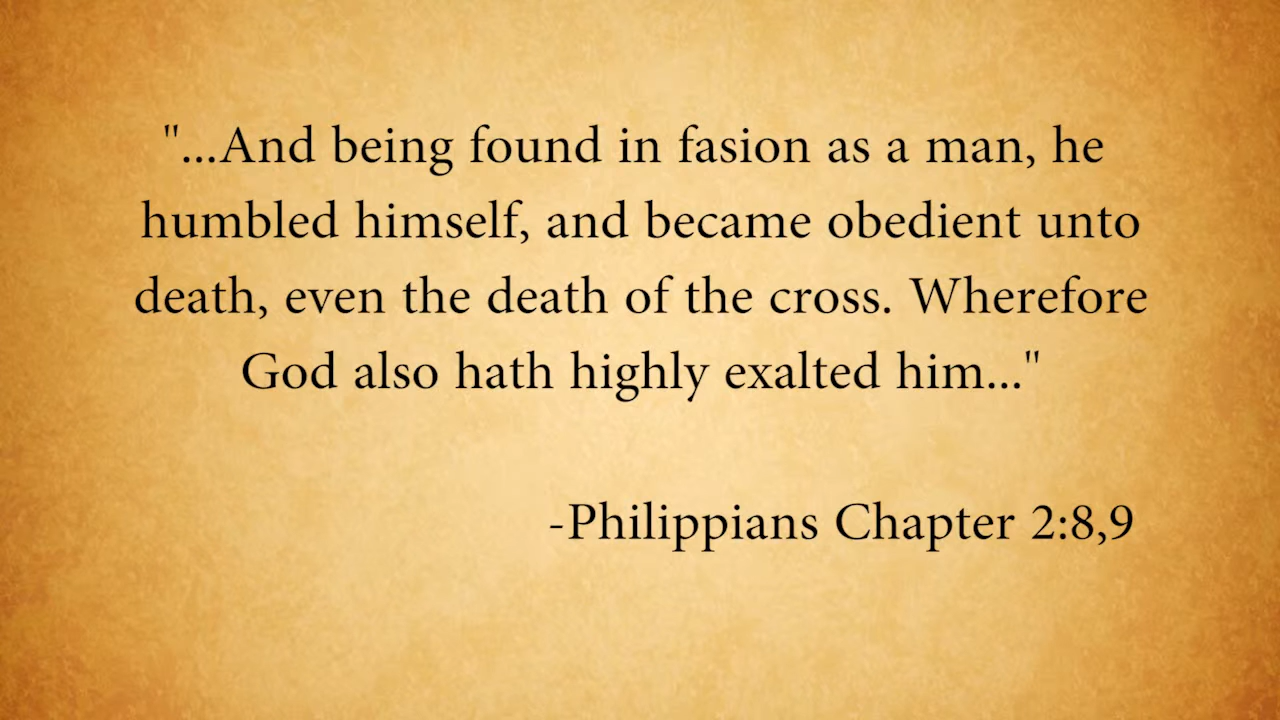 "...And being found in fasion as a man, he
humbled himself, and became obedient unto
death, even the death of the cross. Wherefore
God also hath highly exalted him..."
-Philippians Chapter 2:8,9